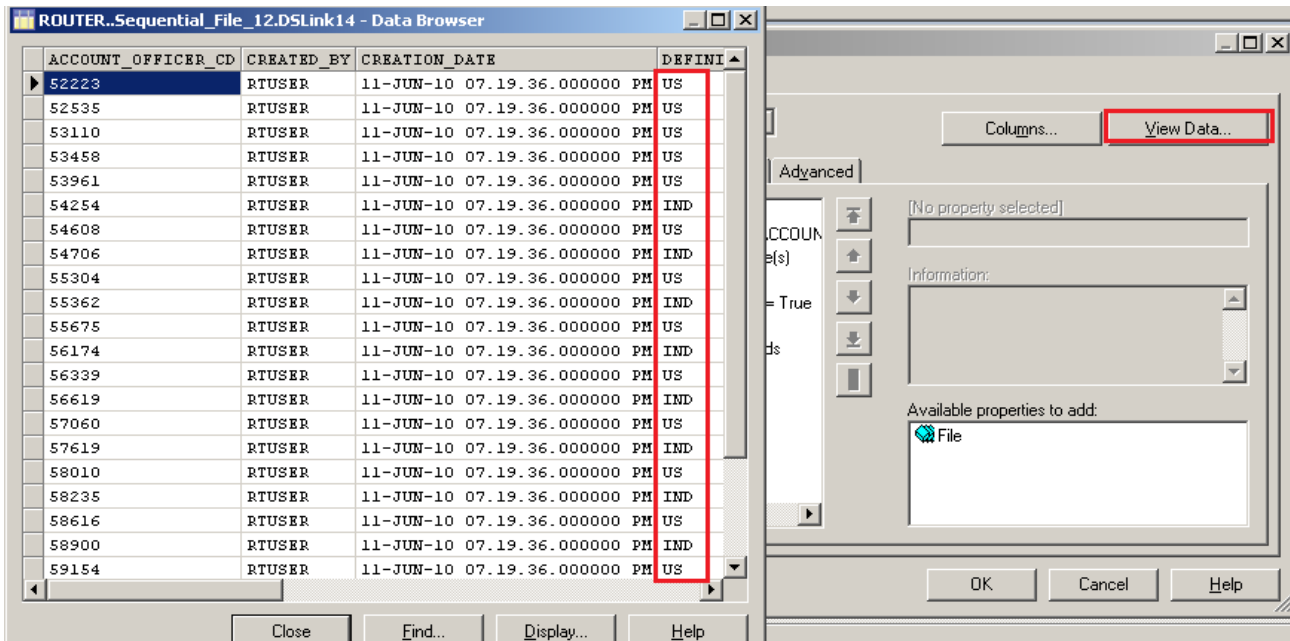 ROUTER..Sequential_File_12.DSLink14 - Data Browser
ACCOUNT_OFFICER_CD CREATED_BY CREATION_DATE DEFINI
52223 RTUSER 11-JUN-10 07.19.36.000000 PM US
52535 RTUSER 11-JUN-10 07.19.36.000000 PM US
53110 RTUSER 11-JUN-10 07.19.36.000000 PM US
53458 RTUSER 11-JUN-10 07.19.36.000000 PM US
53961 RTUSER 11-JUN-10 07.19.36.000000 PM US
54254 RTUSER 11-JUN-10 07.19.36.000000 PM IND
54608 RTUSER 11-JUN-10 07.19.36.000000 PM US
54706 RTUSER 11-JUN-10 07.19.36.000000 PM IND
55304 RTUSER 11-JUN-10 07.19.36.000000 PM US
55362 RTUSER 11-JUN-10 07.19.36.000000 PM IND
55675 RTUSER 11-JUN-10 07.19.36.000000 PM US
56174 RTUSER 11-JUN-10 07.19.36.000000 PM IND
56339 RTUSER 11-JUN-10 07.19.36.000000 PM US
56619 RTUSER 11-JUN-10 07.19.36.000000 PM IND
57060 RTUSER 11-JUN-10 07.19.36.000000 PM US
57619 RTUSER 11-JUN-10 07.19.36.000000 PM IND
58010 RTUSER 11-JUN-10 07.19.36.000000 PM US
58235 RTUSER 11-JUN-10 07.19.36.000000 PM IND
58616 RTUSER 11-JUN-10 07.19.36.000000 PM US
58900 RTUSER 11-JUN-10 07.19.36.000000 PM IND
59154 RTUSER 11-JUN-10 07.19.36.000000 PM US
Close Find... Display... Help
Columns... View Data...
Advanced
[No property selected]
CCOUN
e(s)
Information:
= True
ds
Available properties to add:
File
OK Cancel Help